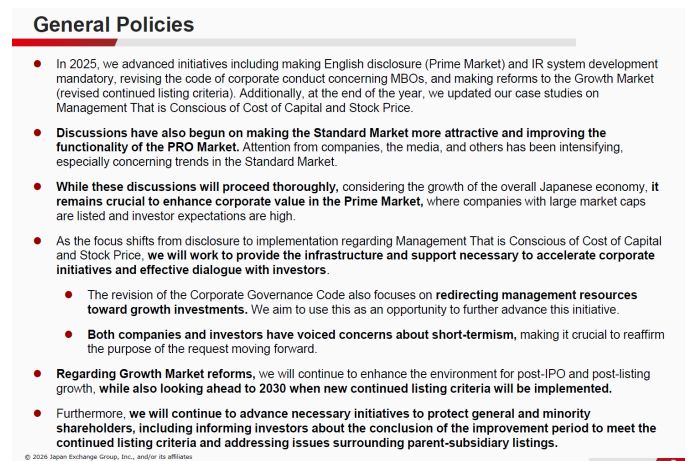 General Policies
● In 2025, we advanced initiatives including making English disclosure (Prime Market) and IR system development
mandatory, revising the code of corporate conduct concerning MBOs, and making reforms to the Growth Market
(revised continued listing criteria). Additionally, at the end of the year, we updated our case studies on
Management That is Conscious of Cost of Capital and Stock Price.
● Discussions have also begun on making the Standard Market more attractive and improving the
functionality of the PRO Market. Attention from companies, the media, and others has been intensifying,
especially concerning trends in the Standard Market.
● While these discussions will proceed thoroughly, considering the growth of the overall Japanese economy, it
remains crucial to enhance corporate value in the Prime Market, where companies with large market caps
are listed and investor expectations are high.
● As the focus shifts from disclosure to implementation regarding Management That is Conscious of Cost of Capital
and Stock Price, we will work to provide the infrastructure and support necessary to accelerate corporate
initiatives and effective dialogue with investors.
● The revision of the Corporate Governance Code also focuses on redirecting management resources
toward growth investments. We aim to use this as an opportunity to further advance this initiative.
● Both companies and investors have voiced concerns about short-termism, making it crucial to reaffirm
the purpose of the request moving forward.
● Regarding Growth Market reforms, we will continue to enhance the environment for post-IPO and post-listing
growth, while also looking ahead to 2030 when new continued listing criteria will be implemented.
● Furthermore, we will continue to advance necessary initiatives to protect general and minority
shareholders, including informing investors about the conclusion of the improvement period to meet the
continued listing criteria and addressing issues surrounding parent-subsidiary listings.
© 2026 Japan Exchange Group, Inc., and/or its affiliates